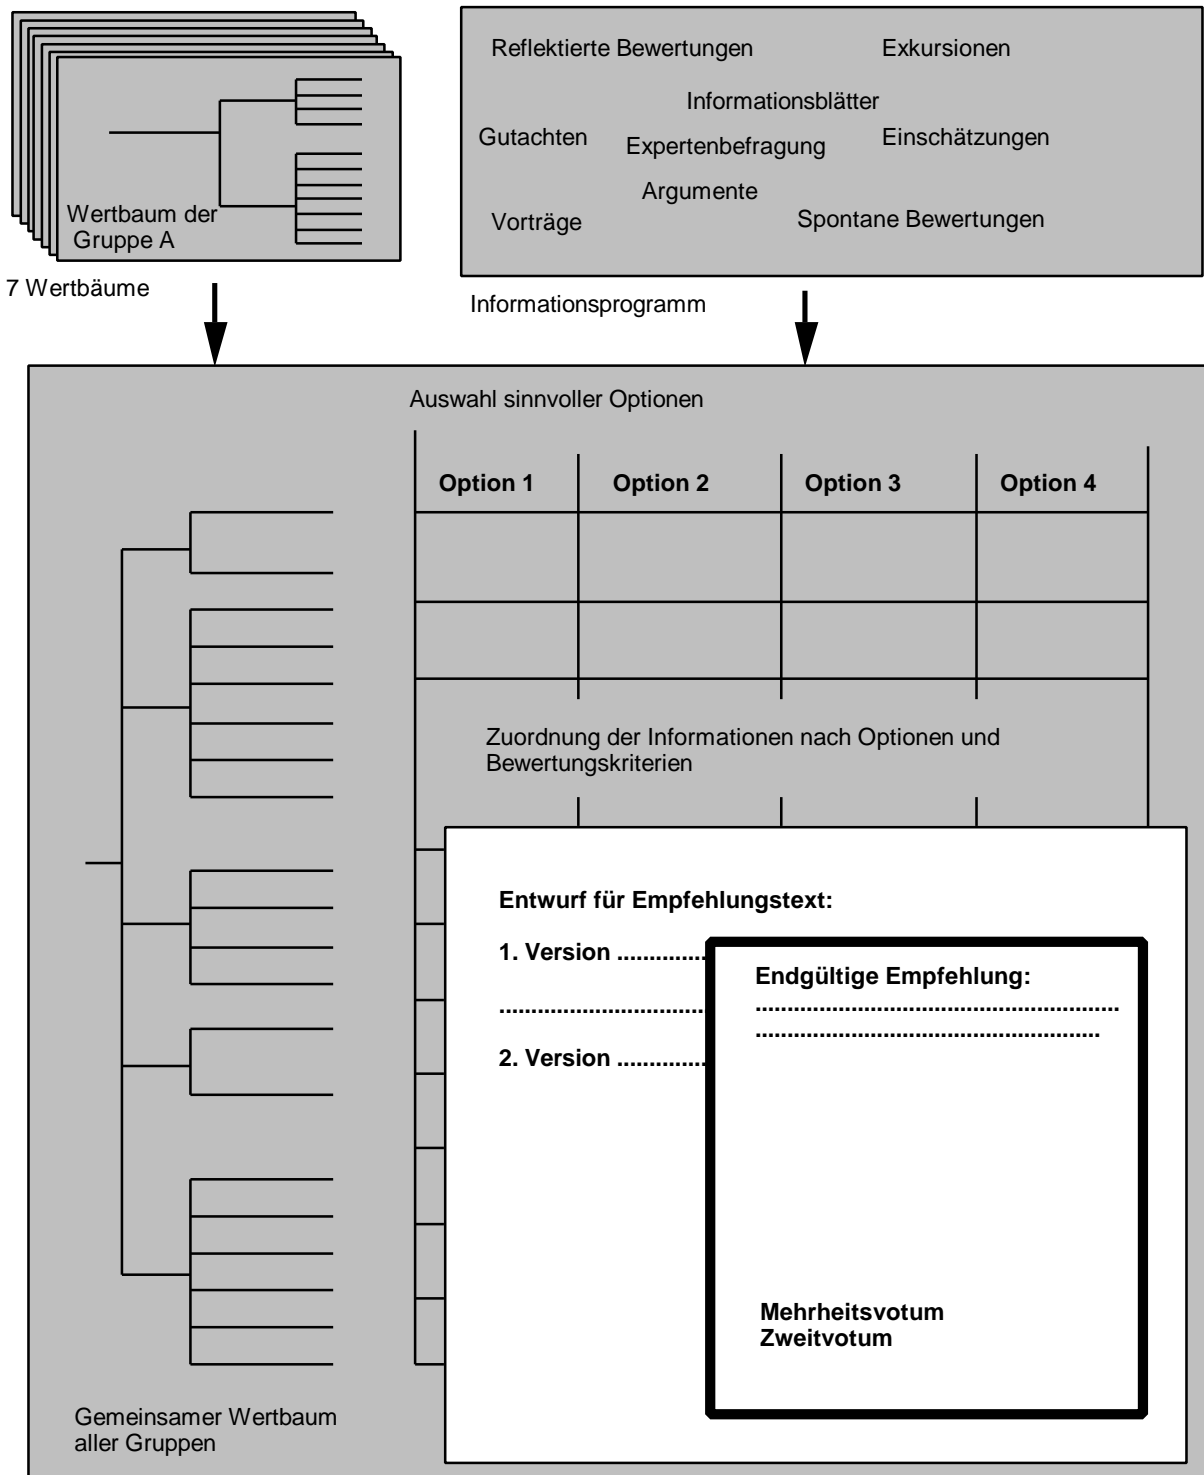 Wertbaum der
Gruppe A
7 Wertbäume
Reflektierte Bewertungen
Exkursionen
Informationsblätter
Gutachten
Expertenbefragung
Einschätzungen
Argumente
Vorträge
Spontane Bewertungen
Informationsprogramm
Auswahl sinnvoller Optionen
Option 1
Option 2
Option 3
Option 4
Zuordnung der Informationen nach Optionen und
Bewertungskriterien
Entwurf für Empfehlungstext:
1. Version ..............
................................
2. Version ..............
Endgültige Empfehlung:
........................................................
.....................................................
Mehrheitsvotum
Zweitvotum
Gemeinsamer Wertbaum
aller Gruppen